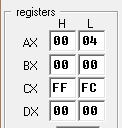 registers
H L
AX 00 04
BX 00 00
CX FF FC
DX 00 00